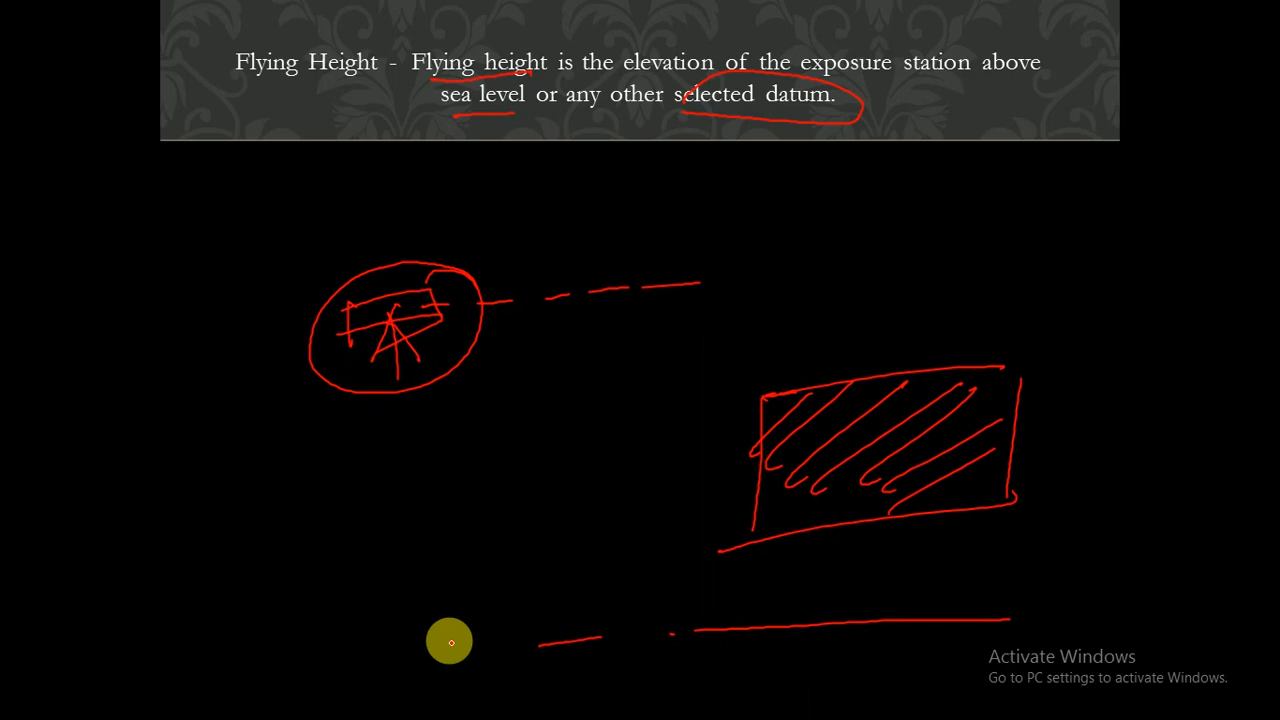 Flying Height - Flying height is the elevation of the exposure station above
sea level or any other selected datum.
Activate Windows
Go to PC settings to activate Windows.